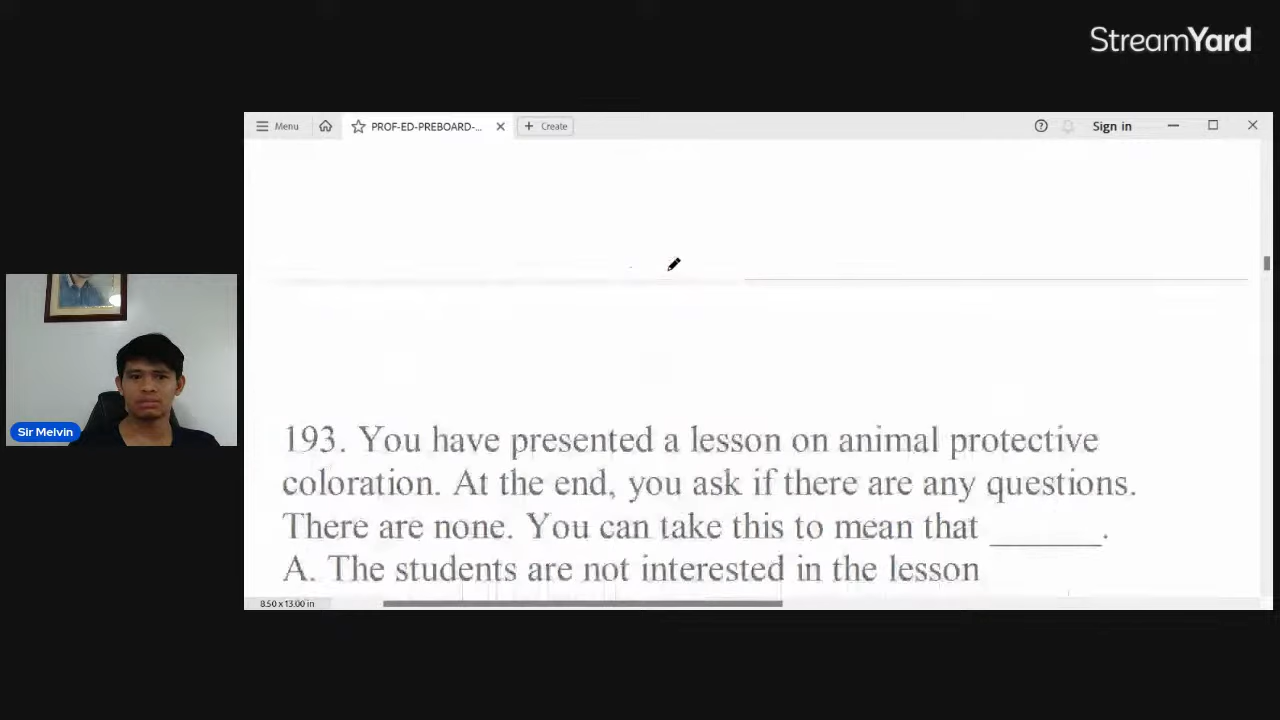 StreamYard
Menu
PROF-ED-PREBOARD-...
Create
Sign in
193. You have presented a lesson on animal protective
coloration. At the end, you ask if there are any questions.
There are none. You can take this to mean that _______.
A. The students are not interested in the lesson
8.50 x 13.00 in
Sir Melvin